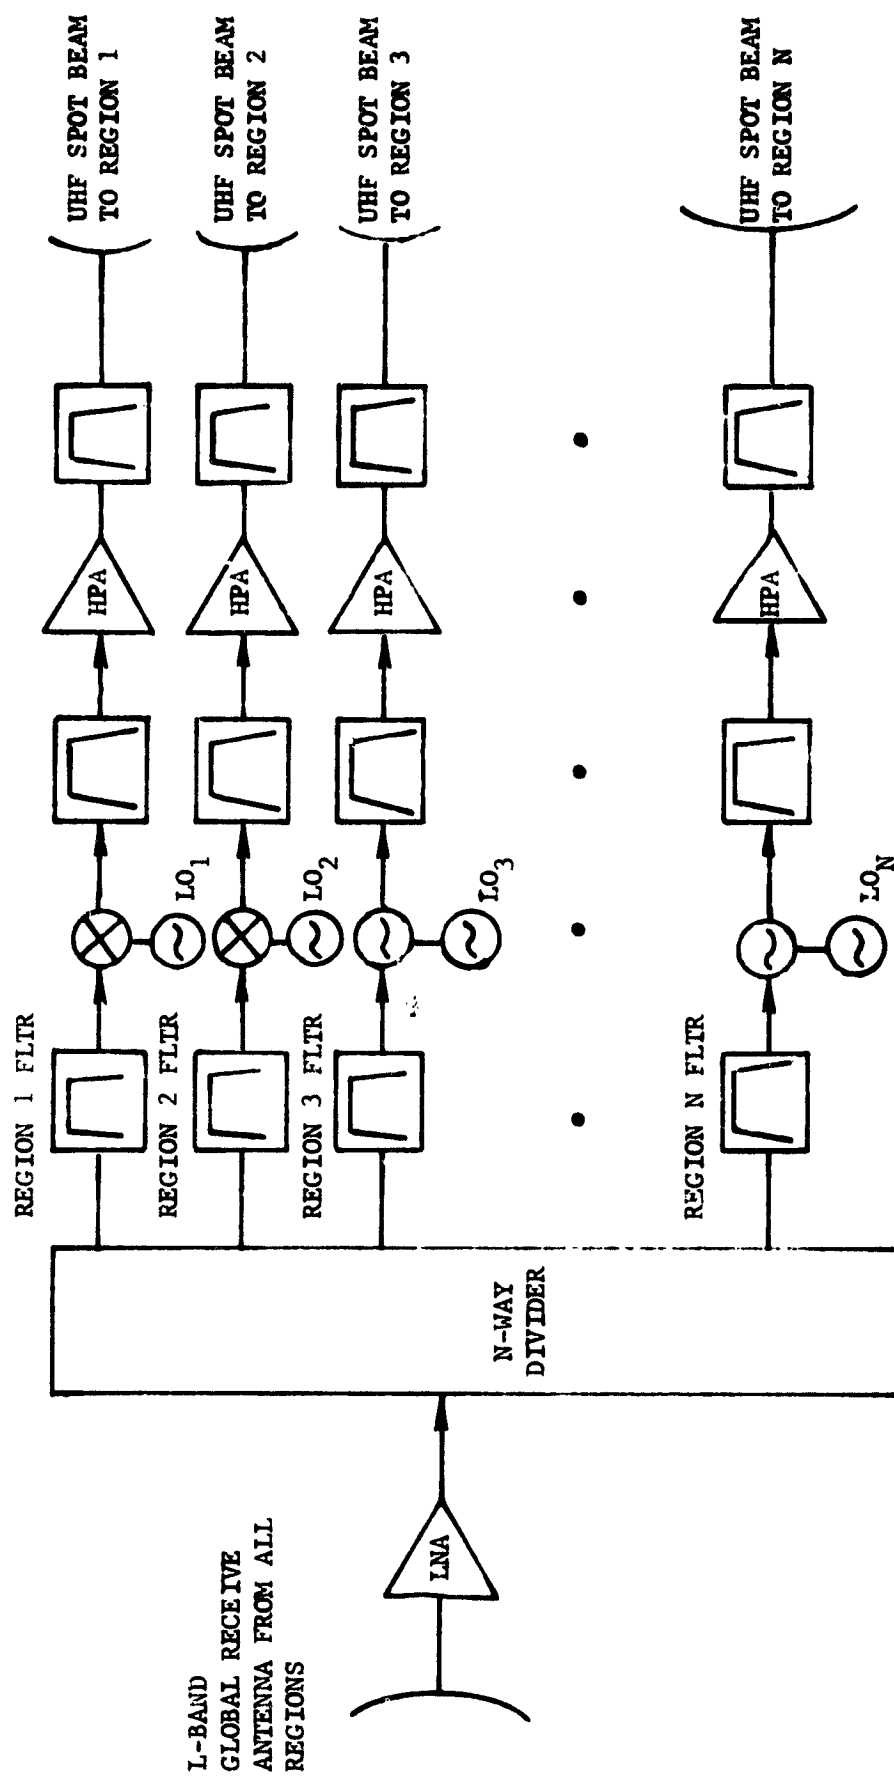 L-BAND
GLOBAL RECEIVE
ANTENNA FROM ALL
REGIONS
LNA
N-WAY
DIVIDER
REGION 1 FLTR
LO1
HPA
UHF SPOT BEAM
TO REGION 1
REGION 2 FLTR
LO2
HPA
UHF SPOT BEAM
TO REGION 2
REGION 3 FLTR
LO3
HPA
UHF SPOT BEAM
TO REGION 3
REGION N FLTR
LON
HPA
UHF SPOT BEAM
TO REGION N